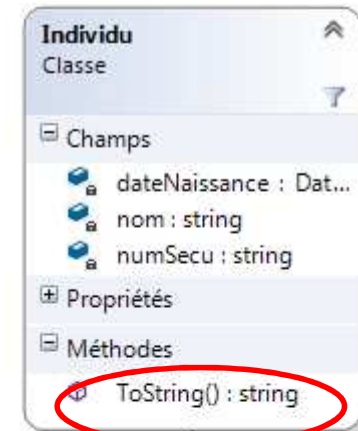 Individu
Classe
Champs
dateNaissance : Dat...
nom : string
numSecu : string
Propriétés
Méthodes
ToString() : string